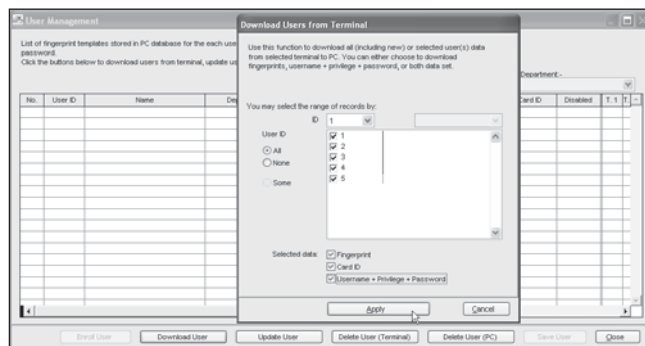 User Management
List of fingerprint templates stored in PC database for the each use
password.
Click the buttons below to download users from terminal, update us
Department:-
No. User ID Name De Card ID Disabled T. 1 T.
Download Users from Terminal
Use this function to download all (including new) or selected user(s) data
from selected terminal to PC. You can either choose to download
fingerprints, username + privilege + password, or both data set.
You may select the range of records by:
ID 1
User ID
All
None
Some
1
2
3
4
5
Selected data: Fingerprint
Card ID
Username + Privilege + Password
Apply Cancel
Enroll User Download User Update User Delete User (Terminal) Delete User (PC) Save User Close